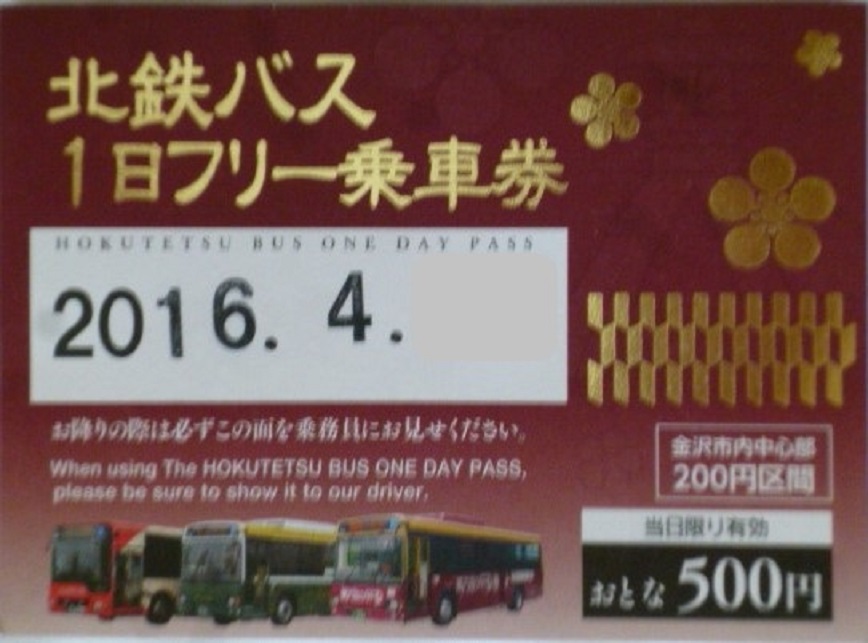 北鉄バス
1日フリー乗車券
HOKUTETSU BUS ONE DAY PASS
2016. 4.
お降りの際は必ずこの面を乗務員にお見せください。
When using The HOKUTETSU BUS ONE DAY PASS,
please be sure to show it to our driver.
金沢市内中心部
200円区間
当日限り有効
おとな 500円